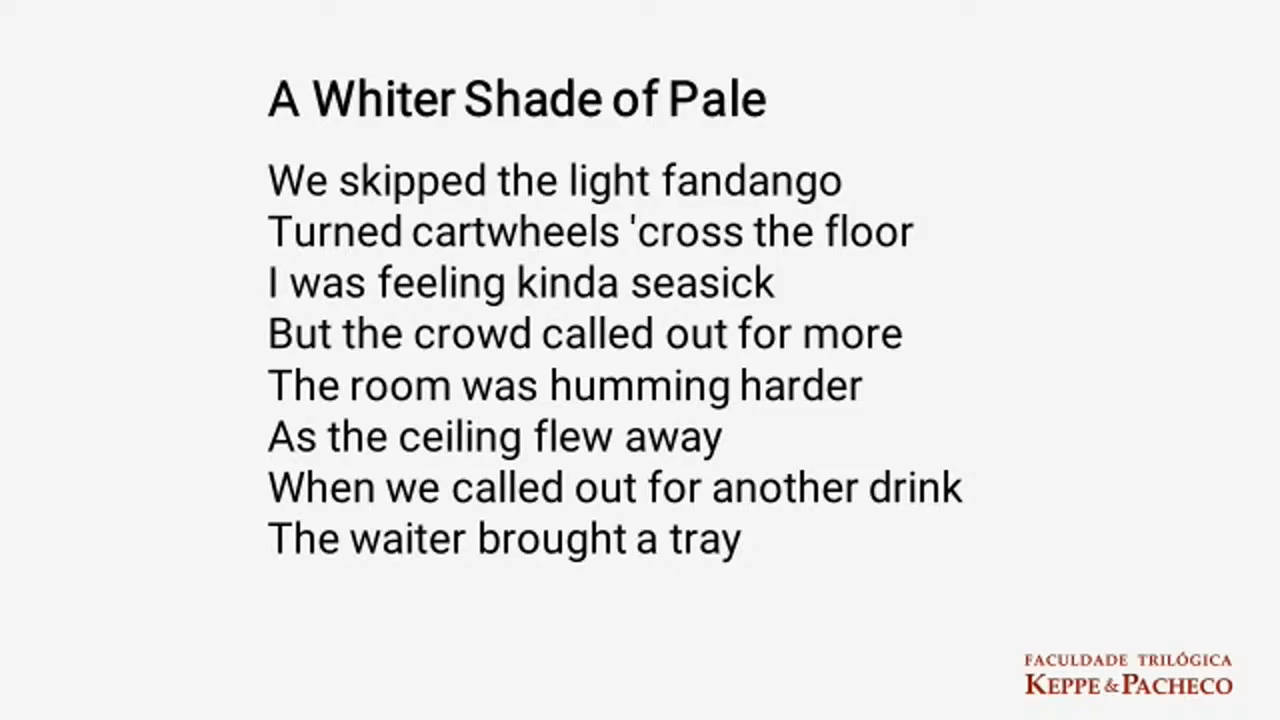 A Whiter Shade of Pale
We skipped the light fandango
Turned cartwheels 'cross the floor
I was feeling kinda seasick
But the crowd called out for more
The room was humming harder
As the ceiling flew away
When we called out for another drink
The waiter brought a tray
FACULDADE TRILÓGICA
KEPPE & PACHECO